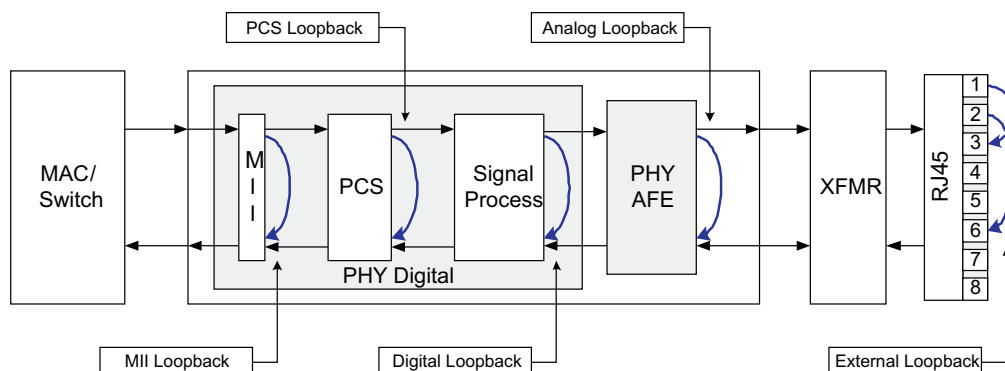 PCS Loopback
Analog Loopback
MAC/
Switch
M
I
I
PCS
Signal
Process
PHY Digital
PHY
AFE
XFMR
RJ45
1
2
3
4
5
6
7
8
MII Loopback
Digital Loopback
External Loopback